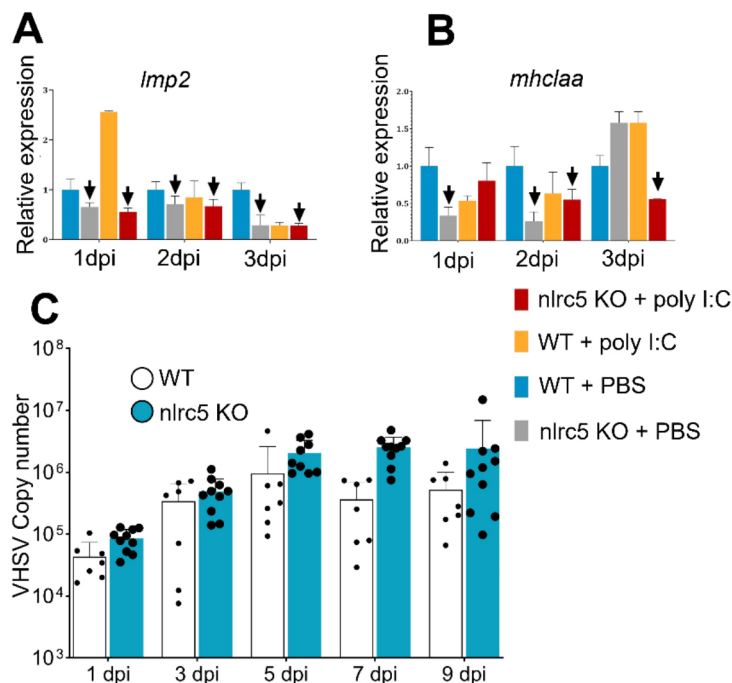 A
lmp2
Relative expression
3
2
1
0
1dpi 2dpi 3dpi
B
mhclaa
Relative expression
2.0
1.5
1.0
0.5
0.0
1dpi 2dpi 3dpi
nlrc5 KO + poly I:C
WT + poly I:C
WT + PBS
nlrc5 KO + PBS
C
WT
nlrc5 KO
VHSV Copy number
10⁸
10⁷
10⁶
10⁵
10⁴
10³
1 dpi 3 dpi 5 dpi 7 dpi 9 dpi